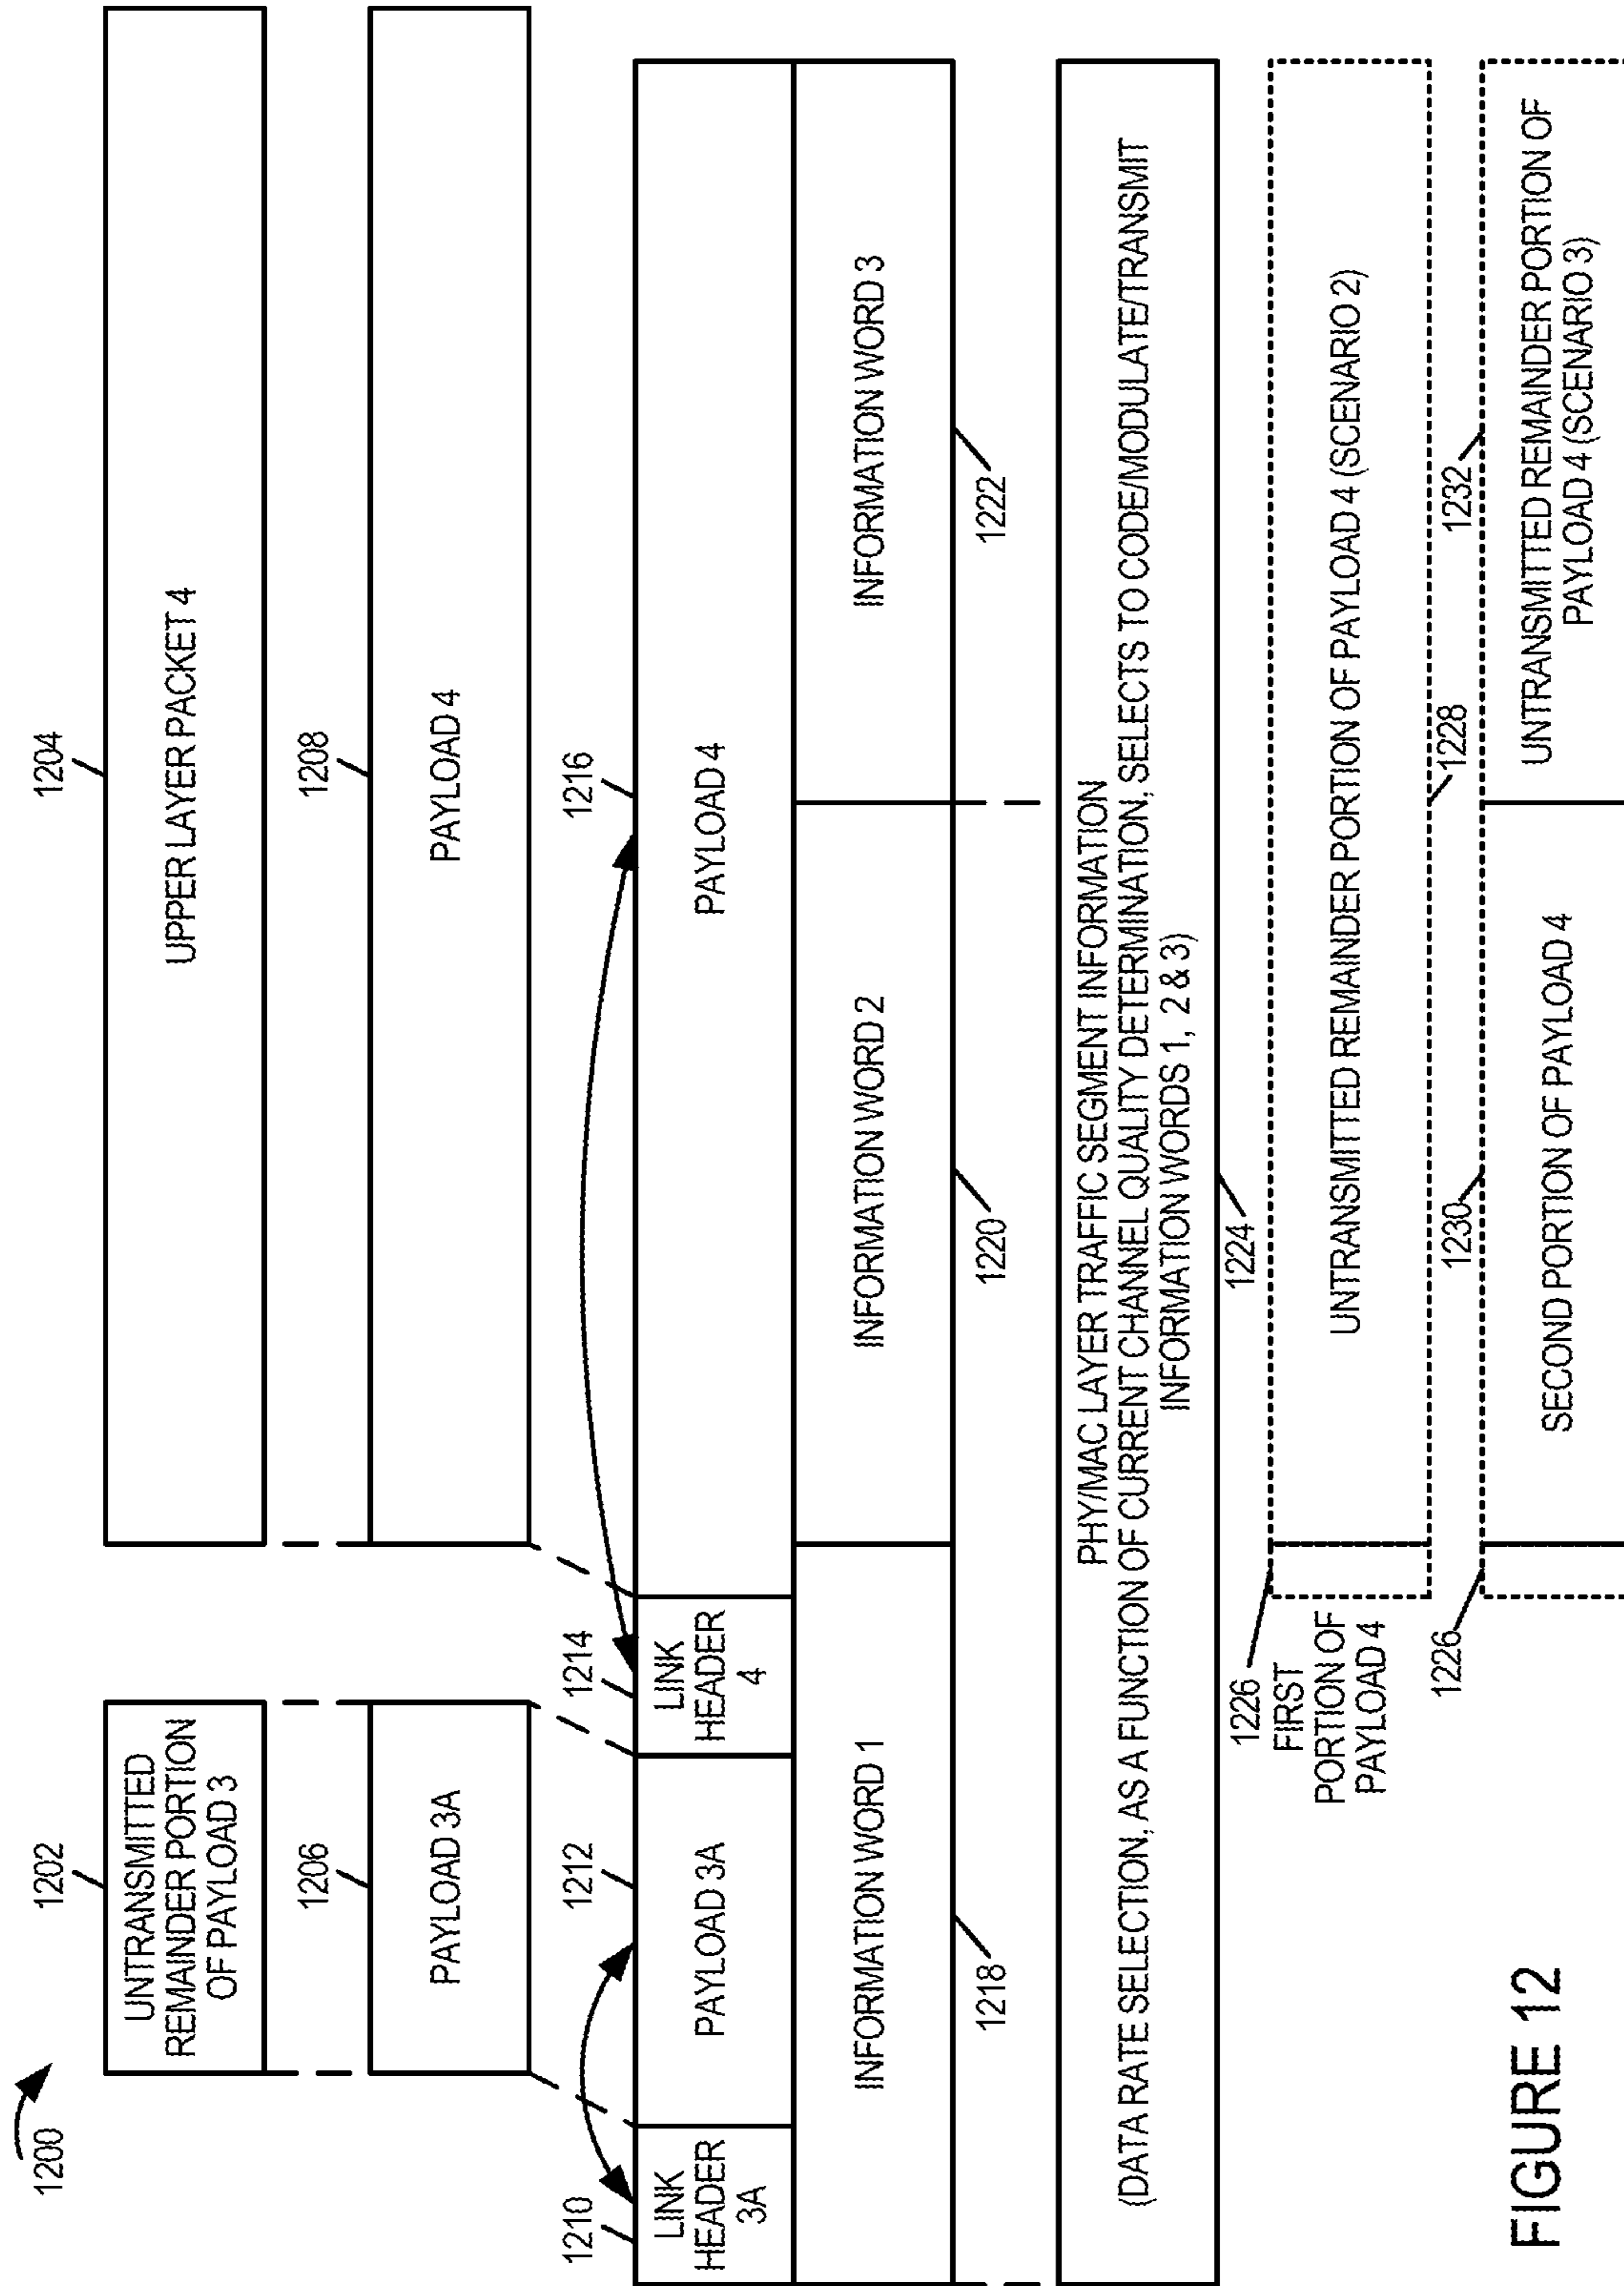 1200
1202
1204
UNTRANSMITTED
REMAINDER PORTION
OF PAYLOAD 3
UPPER LAYER PACKET 4
1206
1208
PAYLOAD 3A
PAYLOAD 4
1210
1212
1214
1216
LINK
HEADER
3A
PAYLOAD 3A
LINK
HEADER
4
PAYLOAD 4
INFORMATION WORD 1
INFORMATION WORD 2
INFORMATION WORD 3
1218
1220
1222
PHY/MAC LAYER TRAFFIC SEGMENT INFORMATION
(DATA RATE SELECTION, AS A FUNCTION OF CURRENT CHANNEL QUALITY DETERMINATION, SELECTS TO CODE/MODULATE/TRANSMIT
INFORMATION WORDS 1, 2 & 3)
1224
1226
FIRST
PORTION OF
PAYLOAD 4
UNTRANSMITTED REMAINDER PORTION OF PAYLOAD 4 (SCENARIO 2)
1228
1226
1230
1232
SECOND PORTION OF PAYLOAD 4
UNTRANSMITTED REMAINDER PORTION OF
PAYLOAD 4 (SCENARIO 3)
FIGURE 12